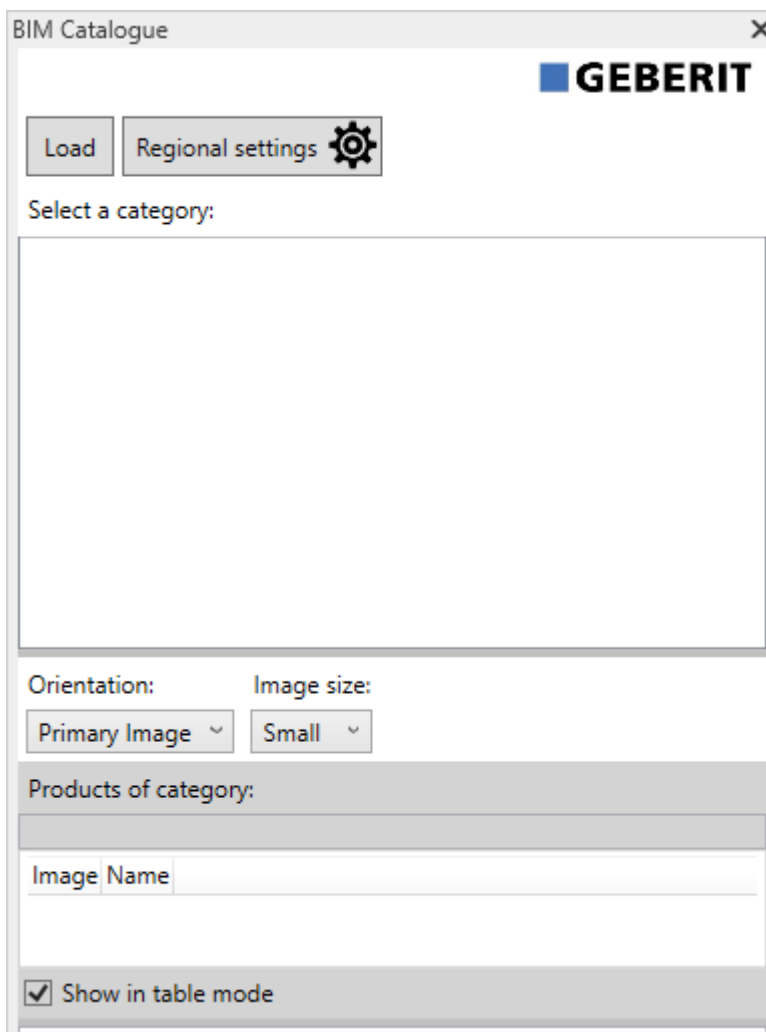 BIM Catalogue
GEBERIT
Load
Regional settings
Select a category:
Orientation:
Image size:
Primary Image
Small
Products of category:
Image
Name
Show in table mode